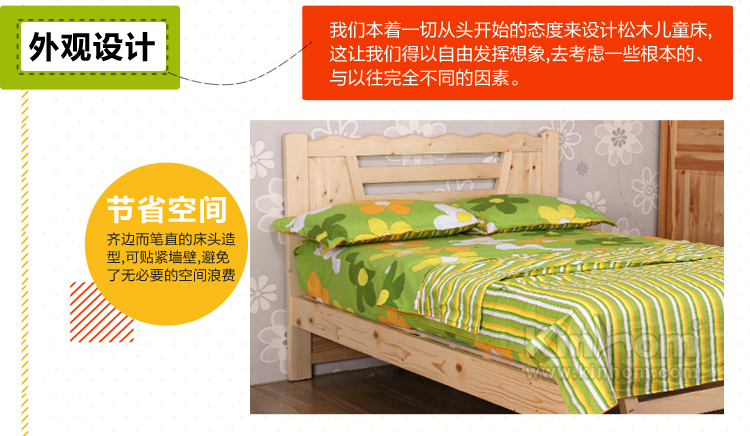 外观设计
我们本着一切从头开始的态度来设计松木儿童床,
这让我们得以自由发挥想象,去考虑一些根本的、
与以往完全不同的因素。
节省空间
齐边而笔直的床头造
型,可贴紧墙壁,避免
了无必要的空间浪费
Kinhom
www.kinhom.com